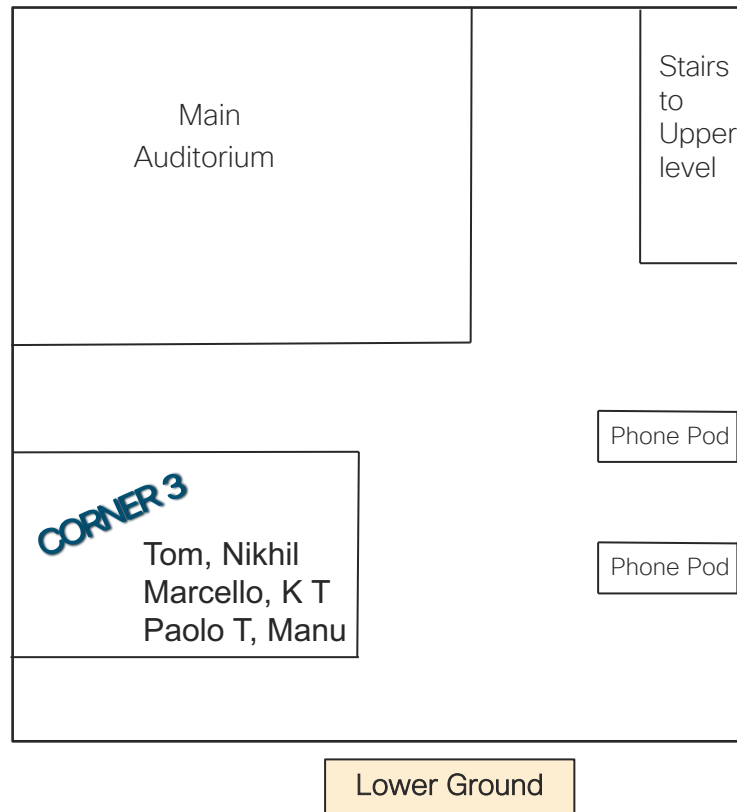 Main
Auditorium
Stairs
to
Upper
level
Phone Pod
CORNER 3
Tom, Nikhil
Marcello, K T
Paolo T, Manu
Phone Pod
Lower Ground